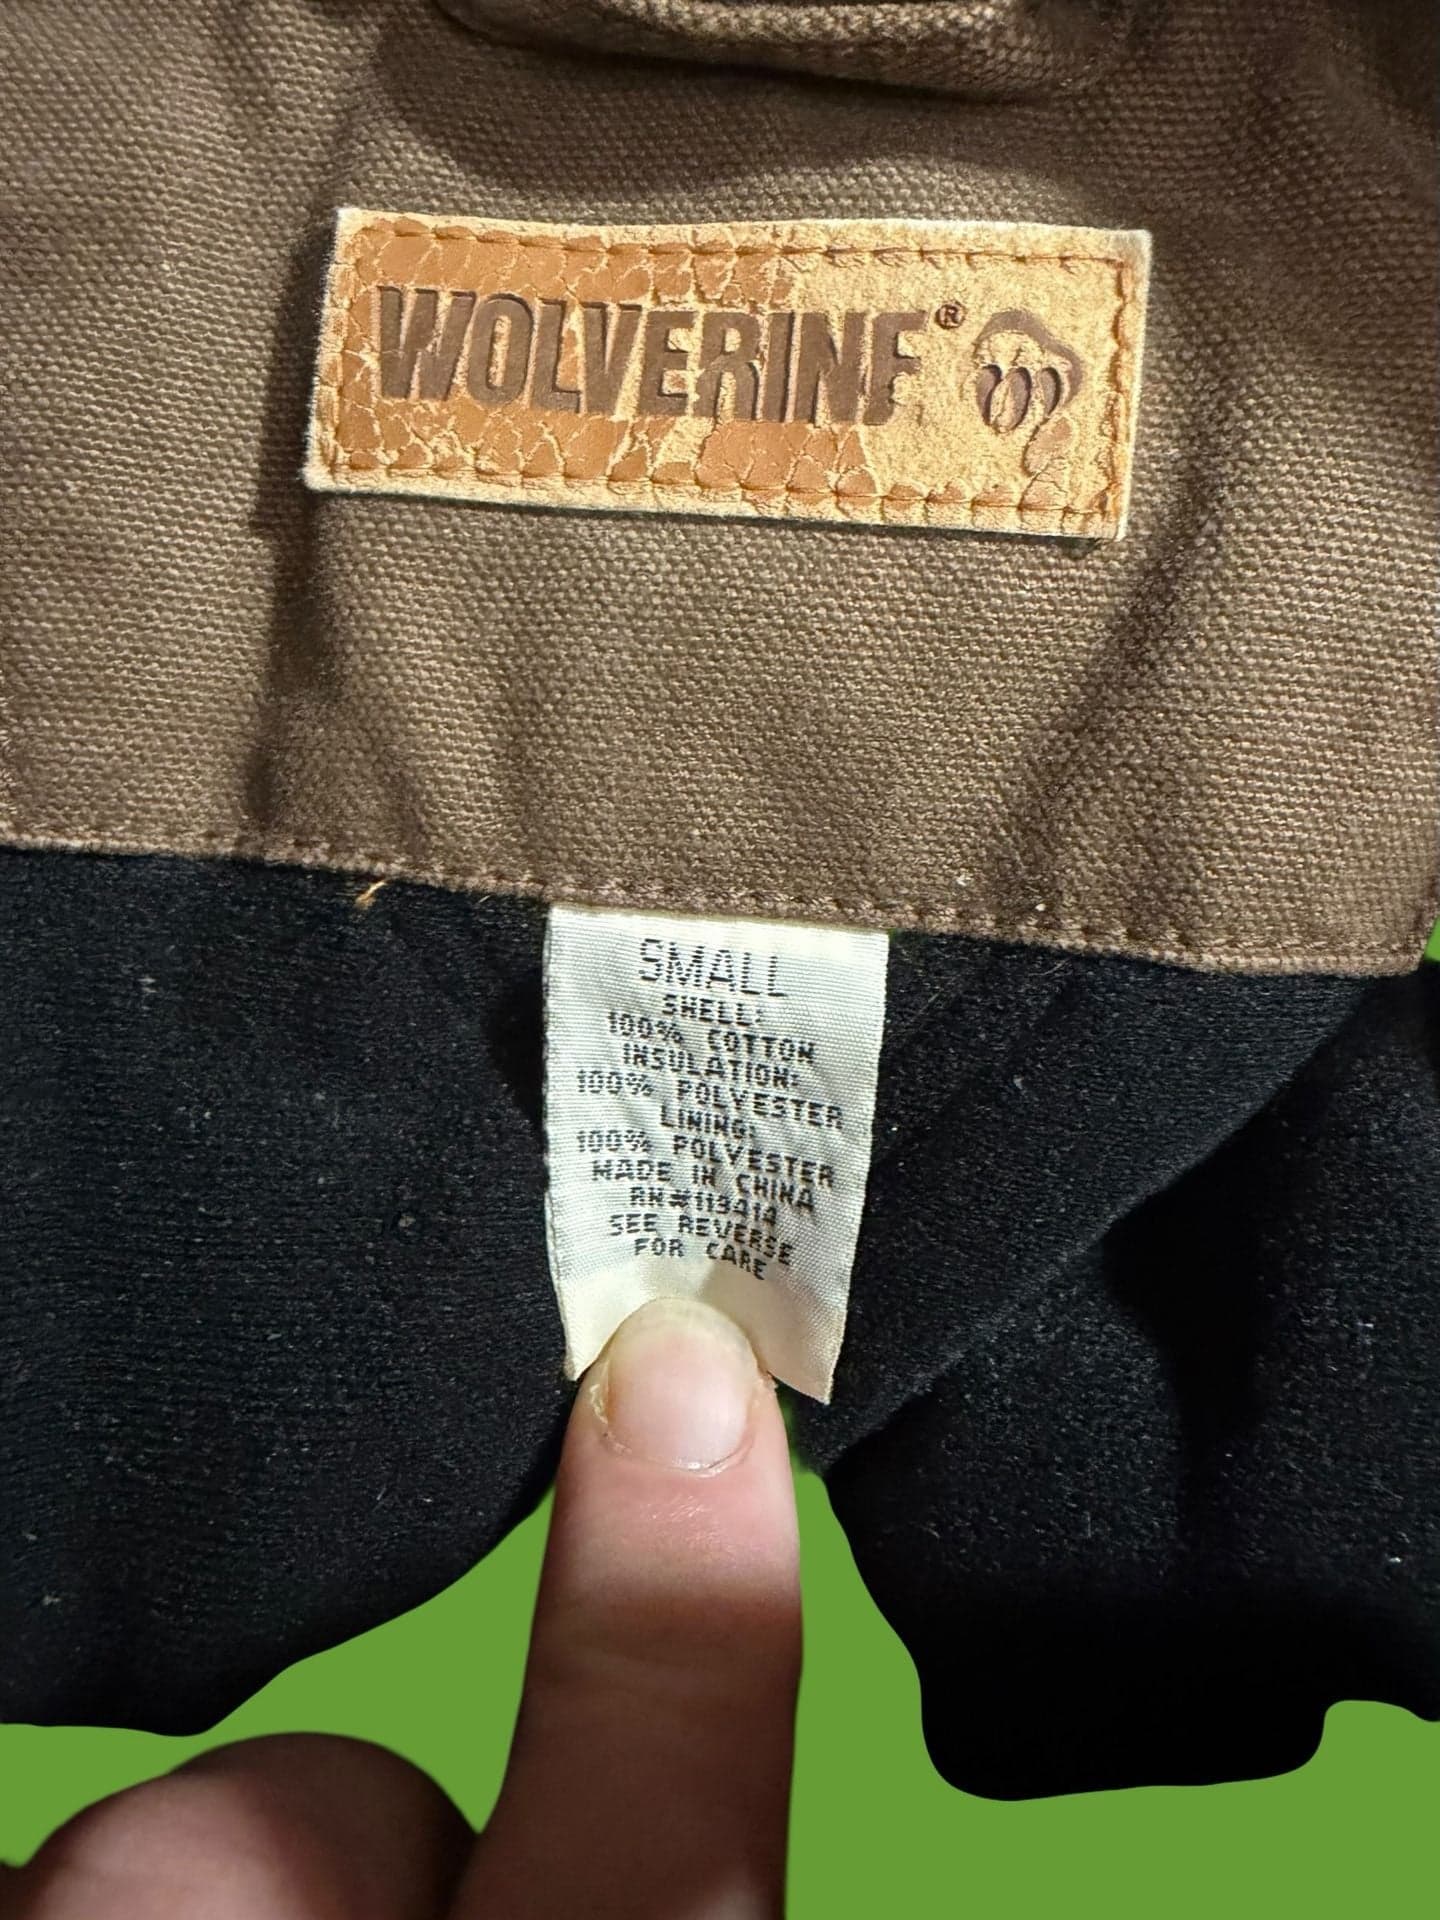 WOLVERINE®
SMALL
SHELL:
100% COTTON
INSULATION:
100% POLYESTER
LINING:
100% POLYESTER
MADE IN CHINA
RN#113414
SEE REVERSE
FOR CARE